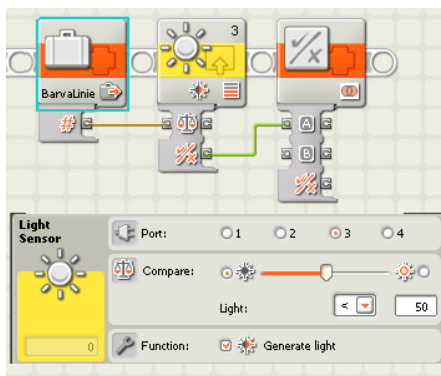 3
BarvaLinie
#
A
B
Light Sensor
Port: 1 2 3 4
Compare:
Light: < 50
0
Function: Generate light